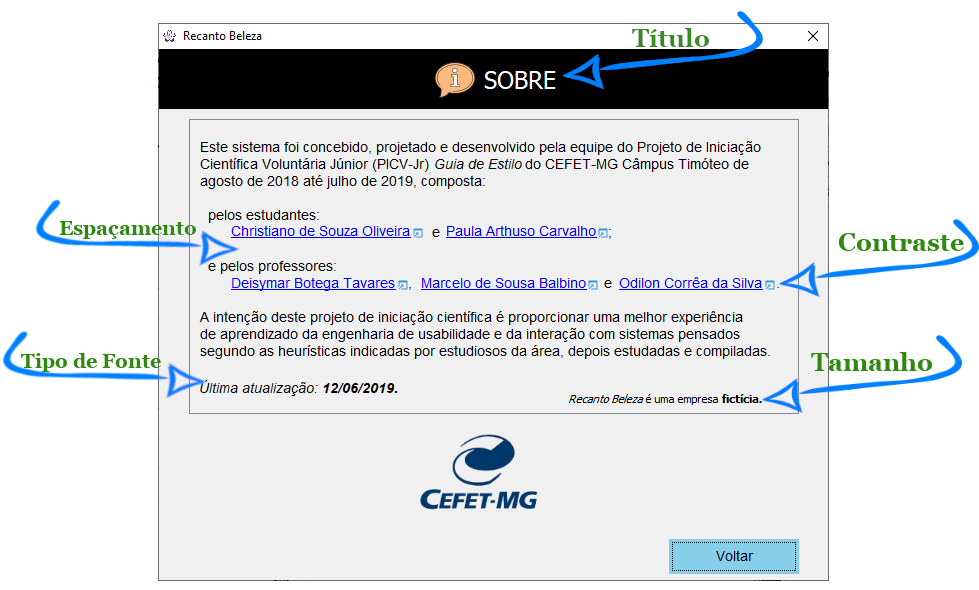 Recanto Beleza
Título
SOBRE
Este sistema foi concebido, projetado e desenvolvido pela equipe do Projeto de Iniciação
Científica Voluntária Júnior (PICV-Jr) Guia de Estilo do CEFET-MG Câmpus Timóteo de
agosto de 2018 até julho de 2019, composta:
pelos estudantes:
Espaçamento
Christiano de Souza Oliveira e Paula Arthuso Carvalho;
Contraste
e pelos professores:
Deisymar Botega Tavares, Marcelo de Sousa Balbino e Odilon Corrêa da Silva.
A intenção deste projeto de iniciação científica é proporcionar uma melhor experiência
de aprendizado da engenharia de usabilidade e da interação com sistemas pensados
segundo as heurísticas indicadas por estudiosos da área, depois estudadas e compiladas.
Tipo de Fonte
Tamanho
Última atualização: 12/06/2019.
Recanto Beleza é uma empresa fictícia.
CEFET-MG
Voltar